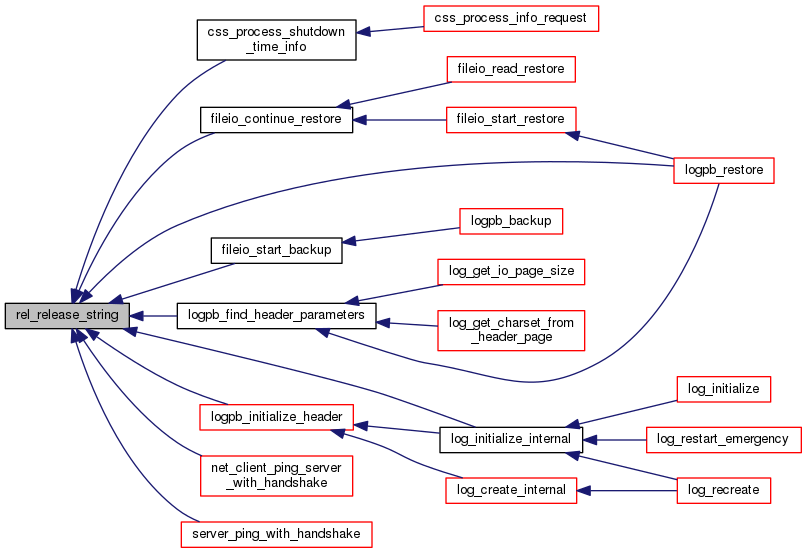 css_process_shutdown
_time_info
css_process_info_request
fileio_read_restore
fileio_continue_restore
fileio_start_restore
logpb_restore
logpb_backup
fileio_start_backup
log_get_io_page_size
rel_release_string
logpb_find_header_parameters
log_get_charset_from
_header_page
log_initialize
logpb_initialize_header
log_initialize_internal
log_restart_emergency
net_client_ping_server
_with_handshake
log_create_internal
log_recreate
server_ping_with_handshake